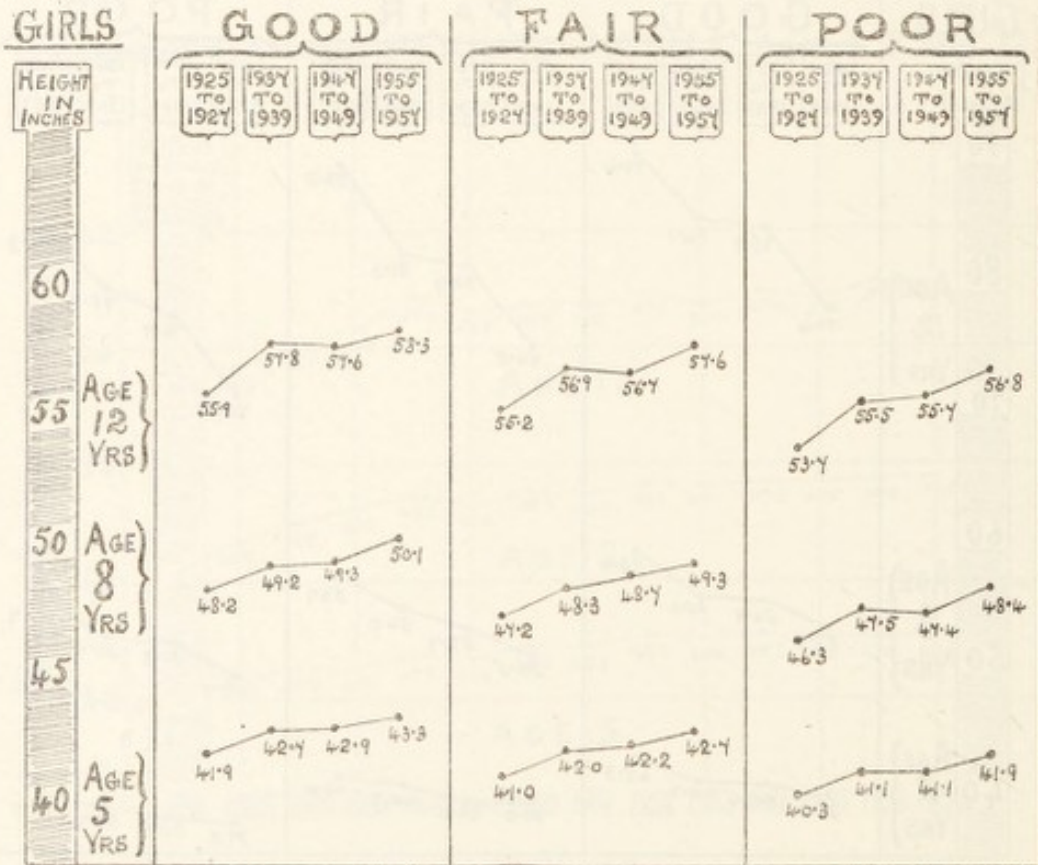 GIRLS
GOOD
FAIR
POOR
HEIGHT
IN
INCHES
1925
TO
1927
1937
TO
1939
1947
TO
1949
1955
TO
1957
1925
TO
1927
1937
TO
1939
1947
TO
1949
1955
TO
1957
1925
TO
1927
1937
TO
1939
1947
TO
1949
1955
TO
1957
60
55
50
45
40
AGE
12
YRS
55·9
57·8
57·6
58·3
55·2
56·9
56·7
57·6
53·7
55·5
55·7
56·8
AGE
8
YRS
48·2
49·2
49·3
50·1
47·2
48·3
48·7
49·3
46·3
47·5
47·4
48·4
AGE
5
YRS
41·9
42·7
42·9
43·3
41·0
42·0
42·2
42·7
40·3
41·1
41·1
41·9